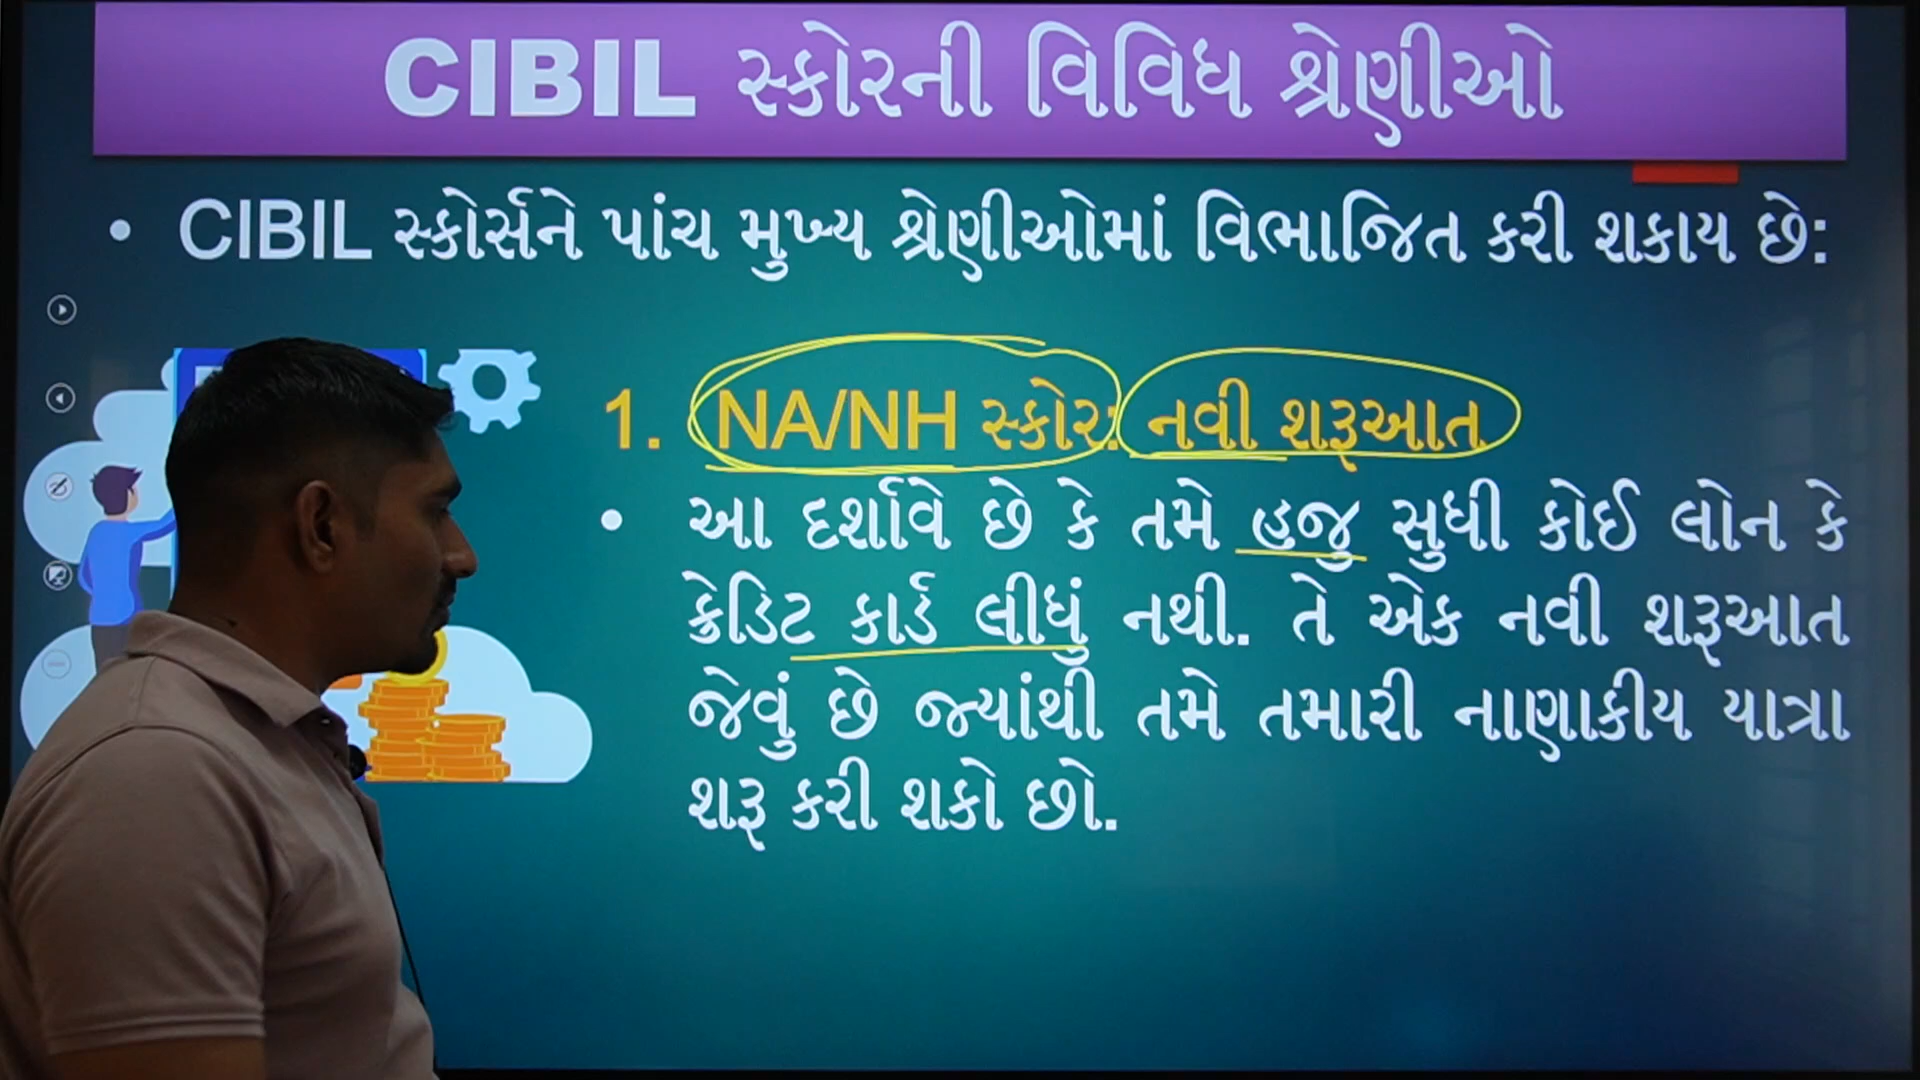 CIBIL સ્કોરની વિવિધ શ્રેણીઓ
• CIBIL સ્કોર્સને પાંચ મુખ્ય શ્રેણીઓમાં વિભાજિત કરી શકાય છે:
1. NA/NH સ્કોર: નવી શરૂઆત
• આ દર્શાવે છે કે તમે હજુ સુધી કોઈ લોન કે
ક્રેડિટ કાર્ડ લીધું નથી. તે એક નવી શરૂઆત
જેવું છે જ્યાંથી તમે તમારી નાણાકીય યાત્રા
શરૂ કરી શકો છો.